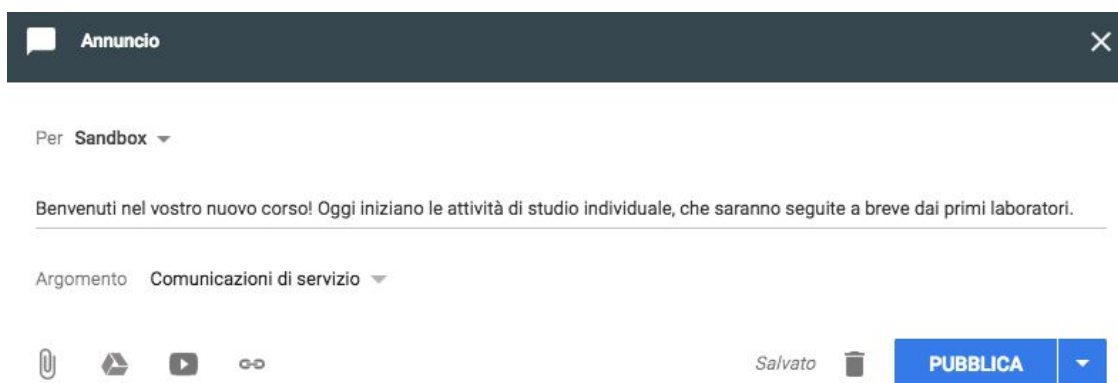 Annuncio
Per Sandbox
Benvenuti nel vostro nuovo corso! Oggi iniziano le attività di studio individuale, che saranno seguite a breve dai primi laboratori.
Argomento Comunicazioni di servizio
Salvato PUBBLICA